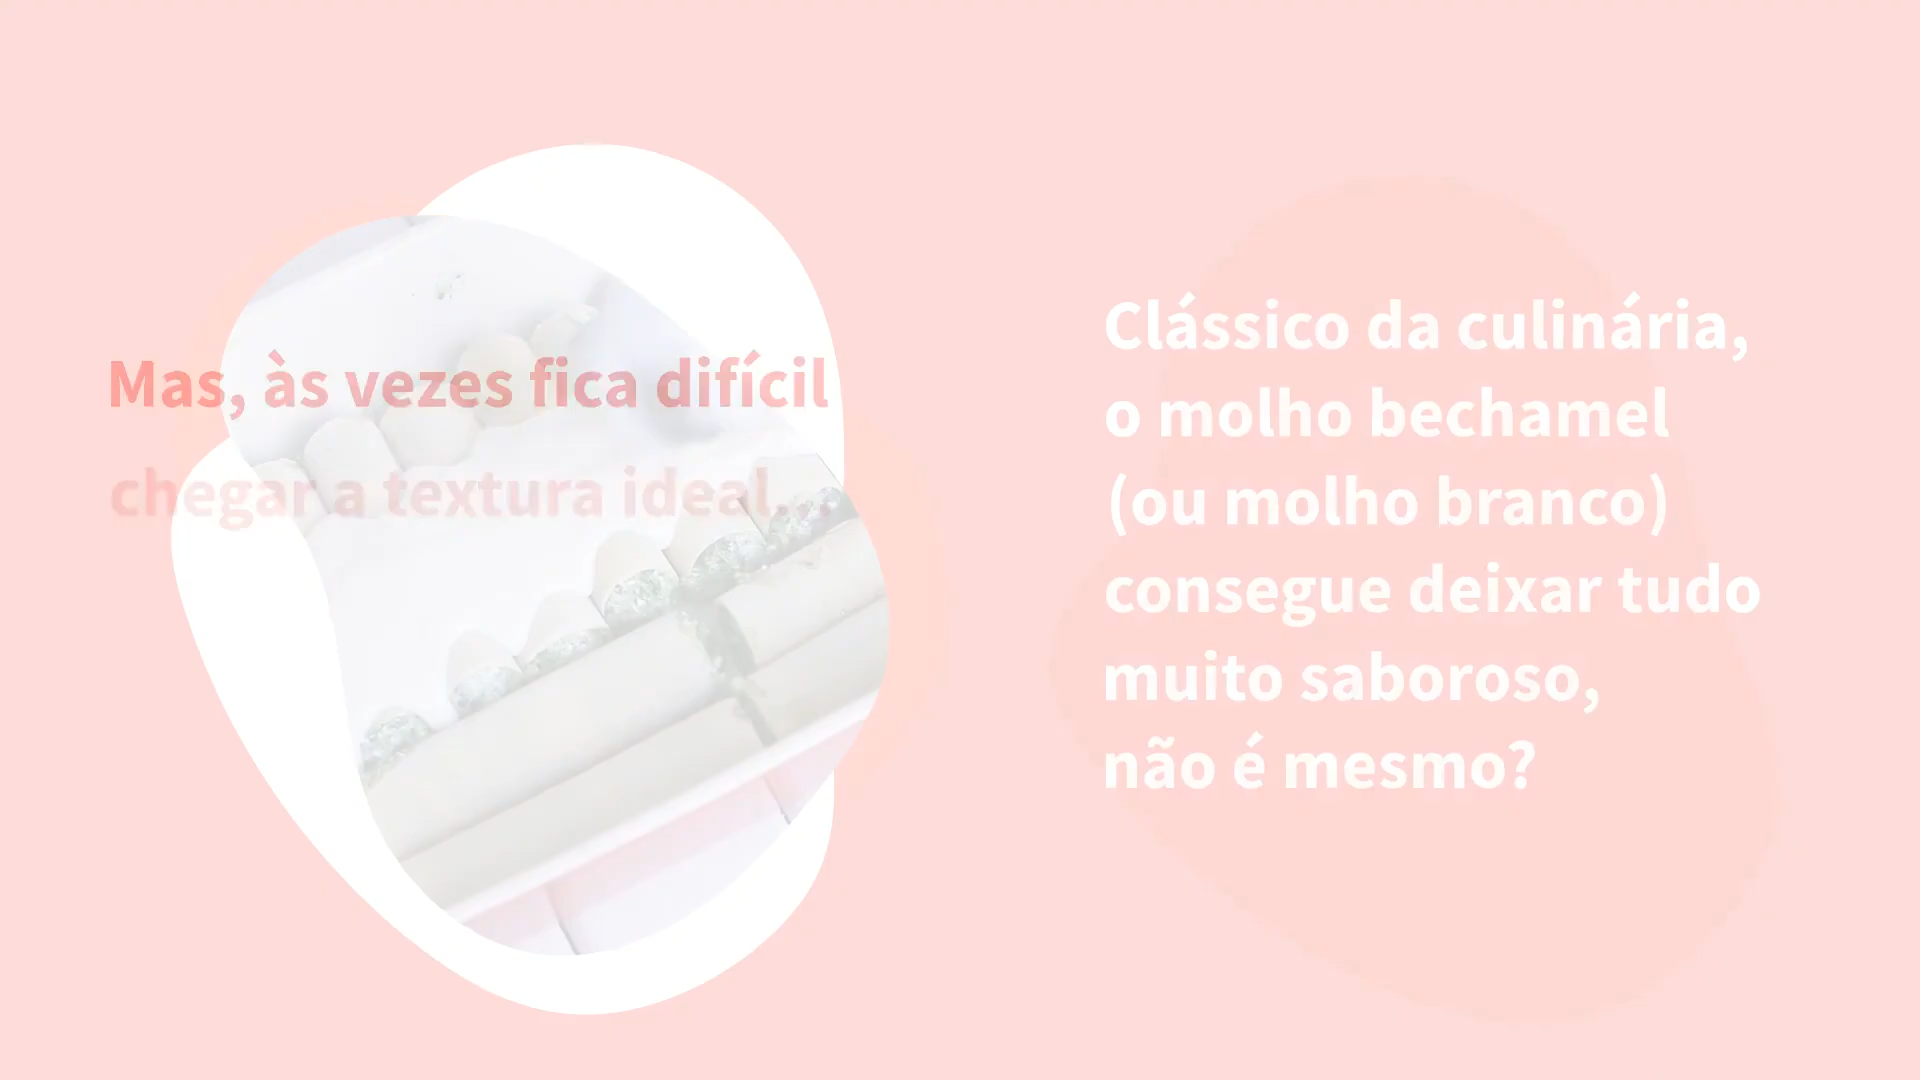 Mas, às vezes fica difícil
chegar a textura ideal...
Clássico da culinária,
o molho bechamel
(ou molho branco)
consegue deixar tudo
muito saboroso,
não é mesmo?